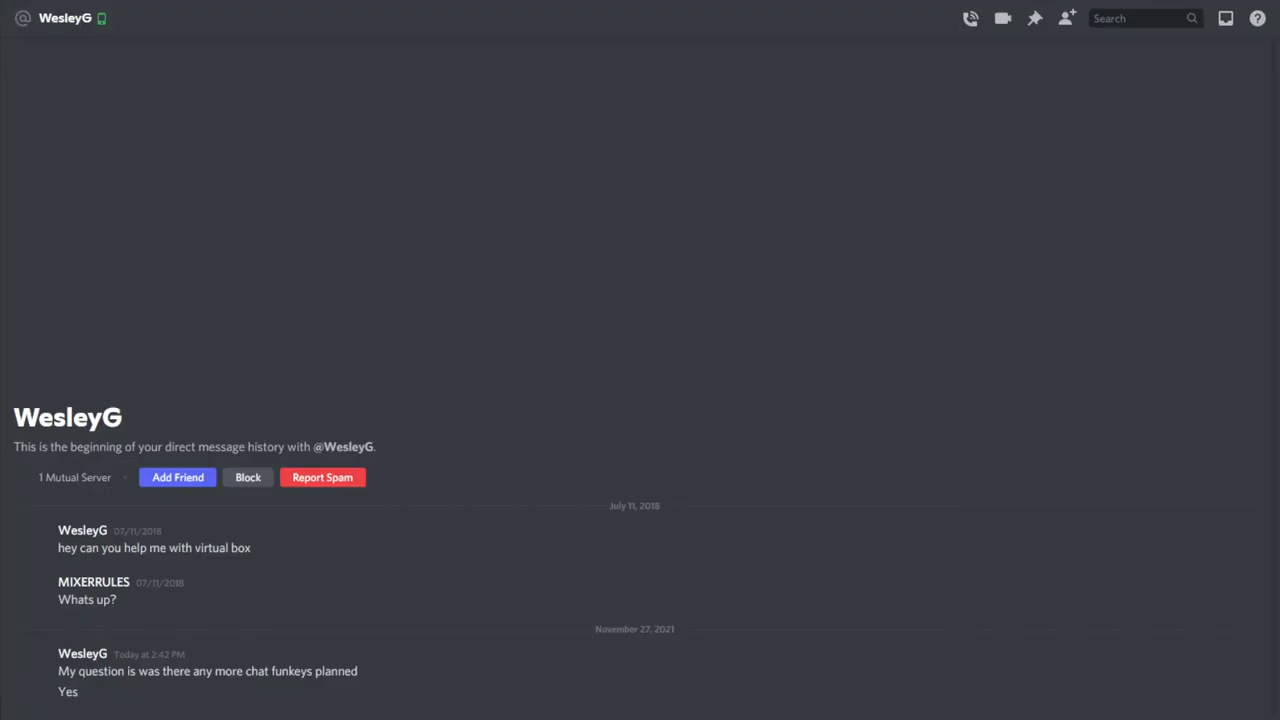 @ WesleyG
Search
WesleyG
This is the beginning of your direct message history with @WesleyG.
1 Mutual Server Add Friend Block Report Spam
July 11, 2018
WesleyG 07/11/2018
hey can you help me with virtual box
MIXERRULES 07/11/2018
Whats up?
November 27, 2021
WesleyG Today at 2:42 PM
My question is was there any more chat funkeys planned
Yes